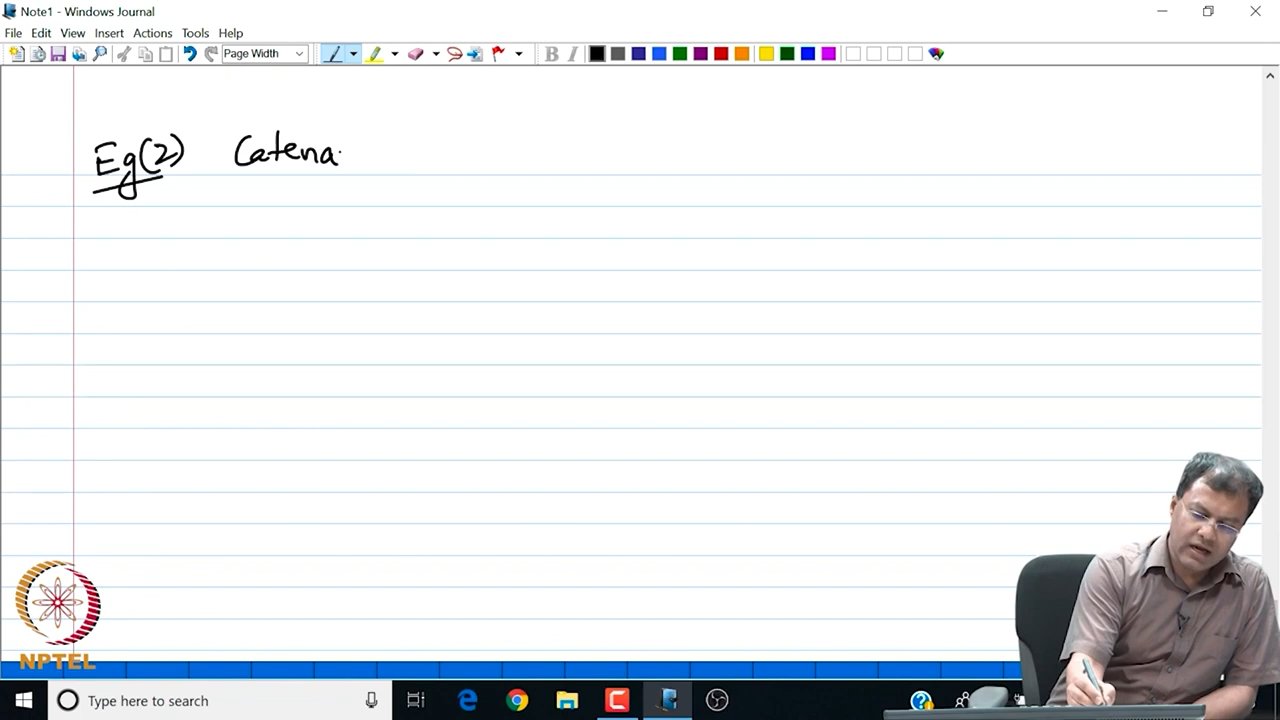 Note1 - Windows Journal
File Edit View Insert Actions Tools Help
Page Width B I
Eg(2) Catena
NPTEL
Type here to search